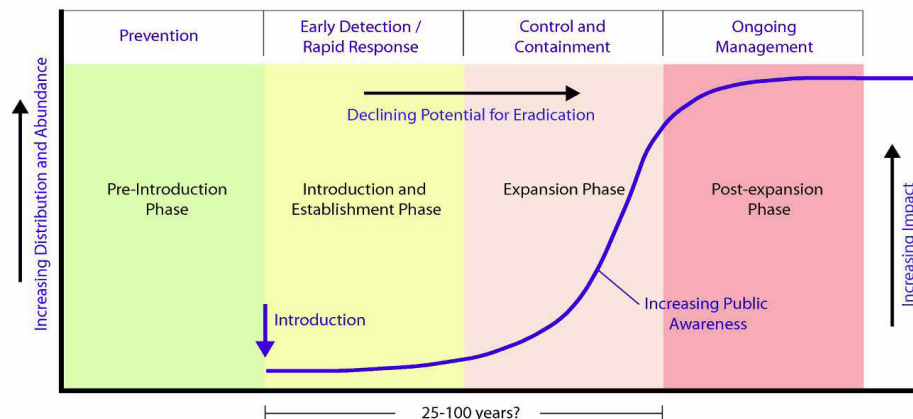 Prevention
Early Detection /
Rapid Response
Control and
Containment
Ongoing
Management
Increasing Distribution and Abundance
Declining Potential for Eradication
Pre-Introduction
Phase
Introduction and
Establishment Phase
Expansion Phase
Post-expansion
Phase
Increasing Impact
Introduction
Increasing Public
Awareness
25-100 years?